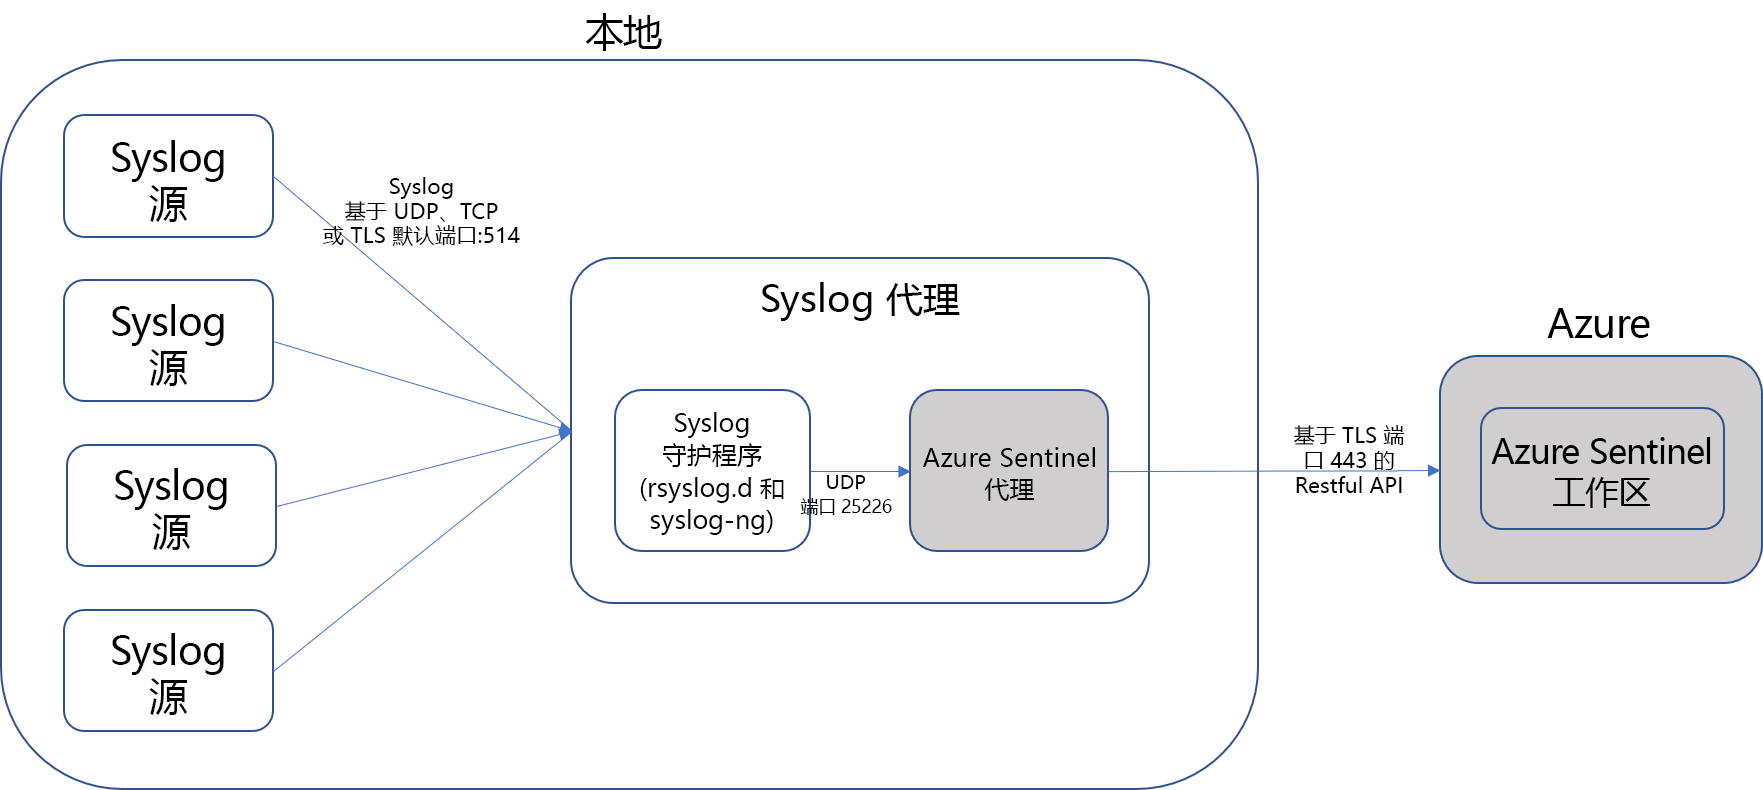 本地
Syslog
源
Syslog
基于 UDP、TCP
或 TLS 默认端口:514
Syslog
源
Syslog
源
Syslog
源
Syslog 代理
Syslog
守护程序
(rsyslog.d 和
syslog-ng)
UDP
端口 25226
Azure Sentinel
代理
基于 TLS 端
口 443 的
Restful API
Azure
Azure Sentinel
工作区